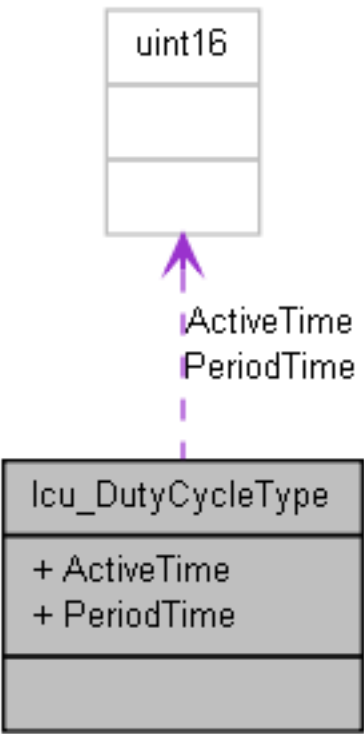 uint16
ActiveTime
PeriodTime
Icu_DutyCycleType
+ ActiveTime
+ PeriodTime